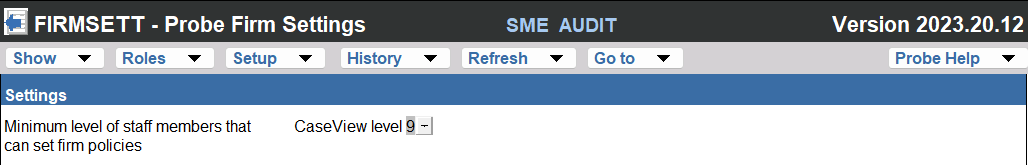 FIRMSETT - Probe Firm Settings SME AUDIT Version 2023.20.12
Show Roles Setup History Refresh Go to Probe Help
Settings
Minimum level of staff members that CaseView level 9
can set firm policies